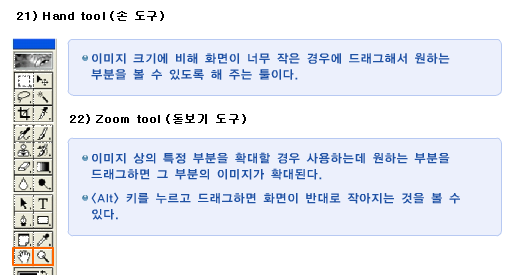 21) Hand tool (손 도구)
이미지 크기에 비해 화면이 너무 작은 경우에 드래그해서 원하는
부분을 볼 수 있도록 해 주는 툴이다.
22) Zoom tool (돋보기 도구)
이미지 상의 특정 부분을 확대할 경우 사용하는데 원하는 부분을
드래그하면 그 부분의 이미지가 확대된다.
<Alt> 키를 누르고 드래그하면 화면이 반대로 작아지는 것을 볼 수
있다.